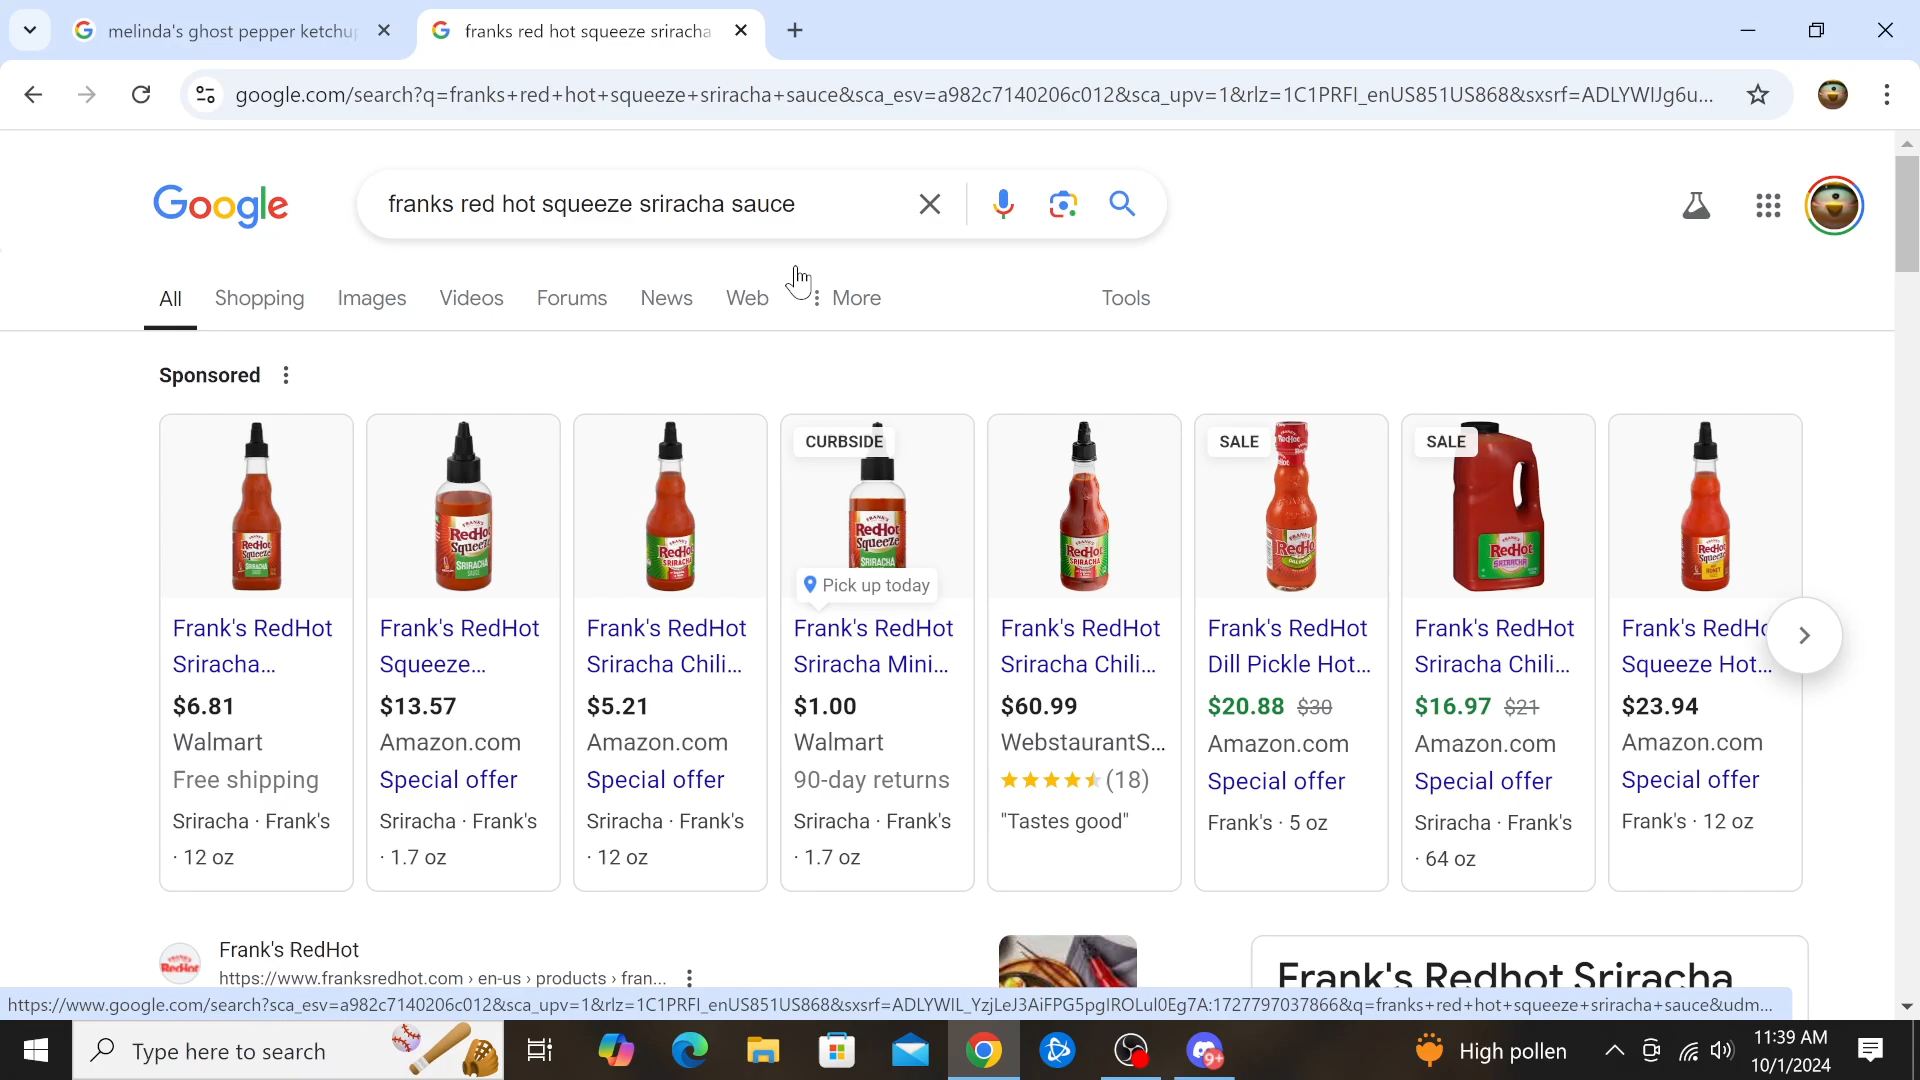 melinda's ghost pepper ketchu
franks red hot squeeze sriracha
google.com/search?q=franks+red+hot+squeeze+sriracha+sauce&sca_esv=a982c7140206c012&sca_upv=1&rlz=1C1PRFI_enUS851US868&sxsrf=ADLYWIJg6u...
Google
franks red hot squeeze sriracha sauce
All Shopping Images Videos Forums News Web More Tools
Sponsored
CURBSIDE
SALE
SALE
Pick up today
Frank's RedHot Sriracha...
$6.81
Walmart
Free shipping
Sriracha · Frank's
· 12 oz
Frank's RedHot
Squeeze...
$13.57
Amazon.com
Special offer
Sriracha · Frank's
· 1.7 oz
Frank's RedHot
Sriracha Chili...
$5.21
Amazon.com
Special offer
Sriracha · Frank's
· 12 oz
Frank's RedHot
Sriracha Mini...
$1.00
Walmart
90-day returns
Sriracha · Frank's
· 1.7 oz
Frank's RedHot
Sriracha Chili...
$60.99
WebstaurantS...
(18)
"Tastes good"
Frank's RedHot
Dill Pickle Hot...
$20.88 $30
Amazon.com
Special offer
Frank's · 5 oz
Frank's RedHot
Sriracha Chili...
$16.97 $21
Amazon.com
Special offer
Sriracha · Frank's
· 64 oz
Frank's RedHo
Squeeze Hot...
$23.94
Amazon.com
Special offer
Frank's · 12 oz
Frank's RedHot
https://www.franksredhot.com › en-us › products › fran...
Frank's Redhot Sriracha
https://www.google.com/search?sca_esv=a982c7140206c012&sca_upv=1&rlz=1C1PRFI_enUS851US868&sxsrf=ADLYWIL_YzjLeJ3AiFPG5pgIROLul0Eg7A:1727797037866&q=franks+red+hot+squeeze+sriracha+sauce&udm...
Type here to search
9+
High pollen
11:39 AM
10/1/2024